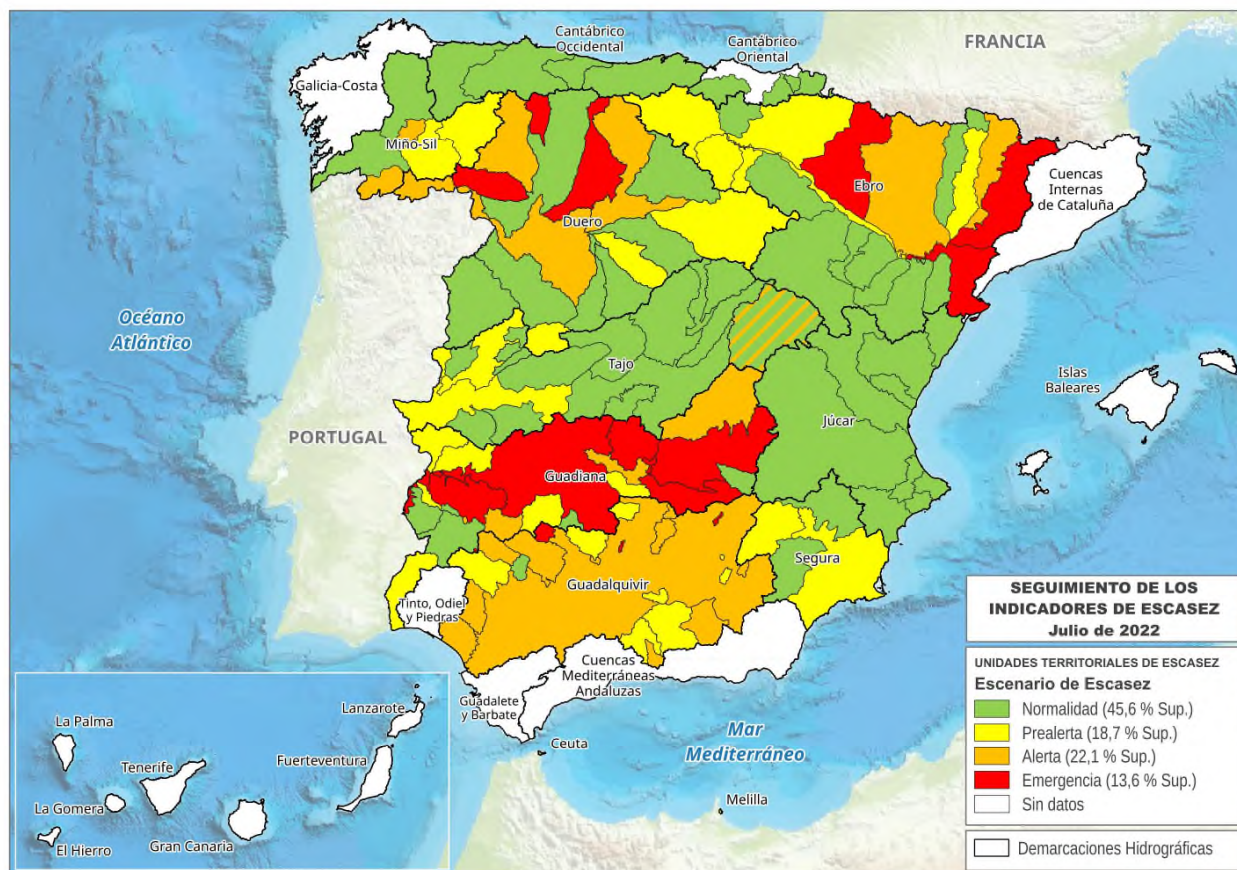 Cantábrico
Occidental
Cantábrico
Oriental
FRANCIA
Galicia-Costa
Miño-Sil
Ebro
Cuencas
Internas
de Cataluña
Duero
Océano
Atlántico
Tajo
Islas
Baleares
PORTUGAL
Júcar
Guadiana
Segura
Guadalquivir
Tinto, Odiel
y Piedras
Cuencas
Mediterráneas
Andaluzas
Guadalete
y Barbate
Ceuta
Mar
Mediterráneo
Melilla
La Palma
Lanzarote
Tenerife
Fuerteventura
La Gomera
El Hierro
Gran Canaria
SEGUIMIENTO DE LOS
INDICADORES DE ESCASEZ
Julio de 2022
UNIDADES TERRITORIALES DE ESCASEZ
Escenario de Escasez
Normalidad (45,6 % Sup.)
Prealerta (18,7 % Sup.)
Alerta (22,1 % Sup.)
Emergencia (13,6 % Sup.)
Sin datos
Demarcaciones Hidrográficas